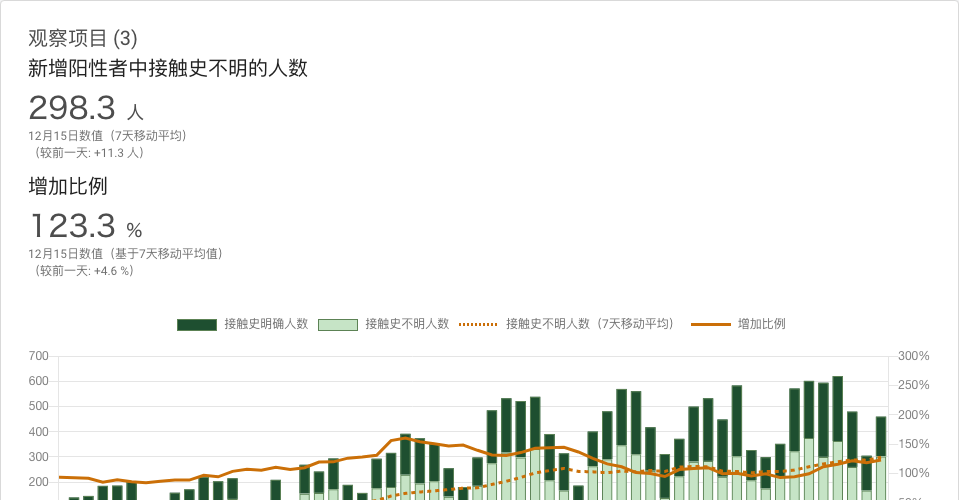 观察项目 (3)
新增阳性者中接触史不明的人数
298.3 人
12月15日数值（7天移动平均）
（较前一天: +11.3 人）
增加比例
123.3 %
12月15日数值（基于7天移动平均值）
（较前一天: +4.6 %）
接触史明确人数 接触史不明人数 接触史不明人数（7天移动平均） 增加比例
700 300%
600 250%
500 200%
400 150%
300 100%
200